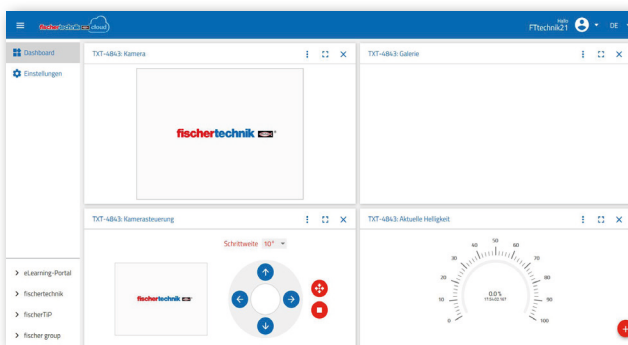 fischertechnik cloud
Hallo
FTtechnik21
DE
Dashboard
Einstellungen
TXT-4843: Kamera
fischertechnik
TXT-4843: Galerie
TXT-4843: Kamerasteuerung
Schrittweite 10°
fischertechnik
TXT-4843: Aktuelle Helligkeit
0
10
20
30
40
50
60
70
80
90
100
0.0 %
eLearning-Portal
fischertechnik
fischerTiP
fischer group